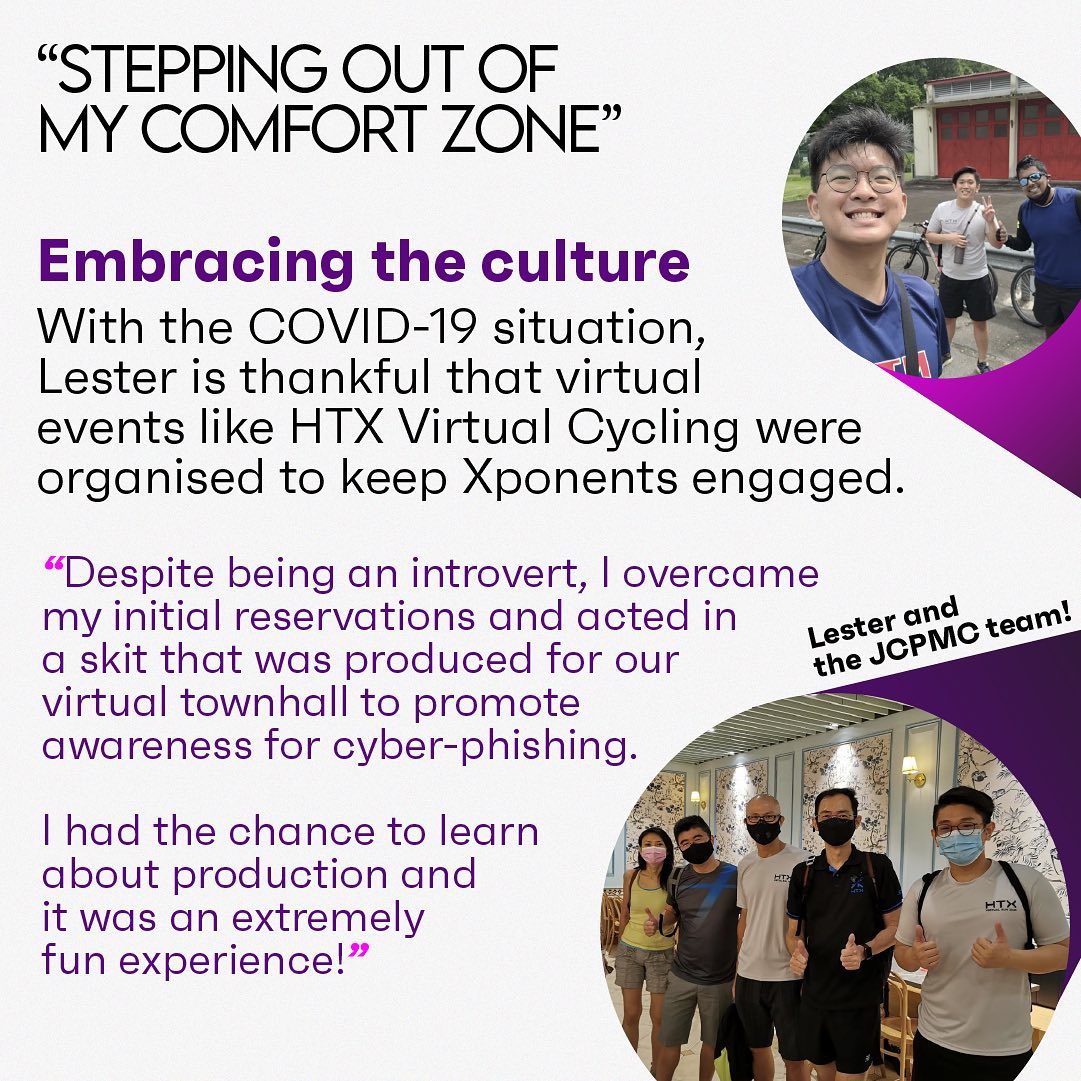 “STEPPING OUT OF
MY COMFORT ZONE”
Embracing the culture
With the COVID-19 situation,
Lester is thankful that virtual
events like HTX Virtual Cycling were
organised to keep Xponents engaged.
“Despite being an introvert, I overcame
my initial reservations and acted in
a skit that was produced for our
virtual townhall to promote
awareness for cyber-phishing.
I had the chance to learn
about production and
it was an extremely
fun experience!”
Lester and
the JCPMC team!
HTX
HTX
HTX